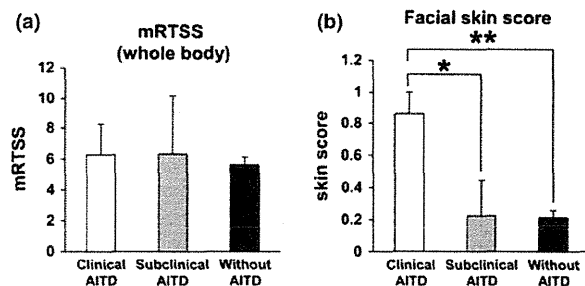 (a)
mRTSS
(whole body)
mRTSS
12
10
8
6
4
2
0
Clinical AITD
Subclinical AITD
Without AITD
(b)
Facial skin score
**
*
skin score
1.2
1
0.8
0.6
0.4
0.2
0
Clinical AITD
Subclinical AITD
Without AITD